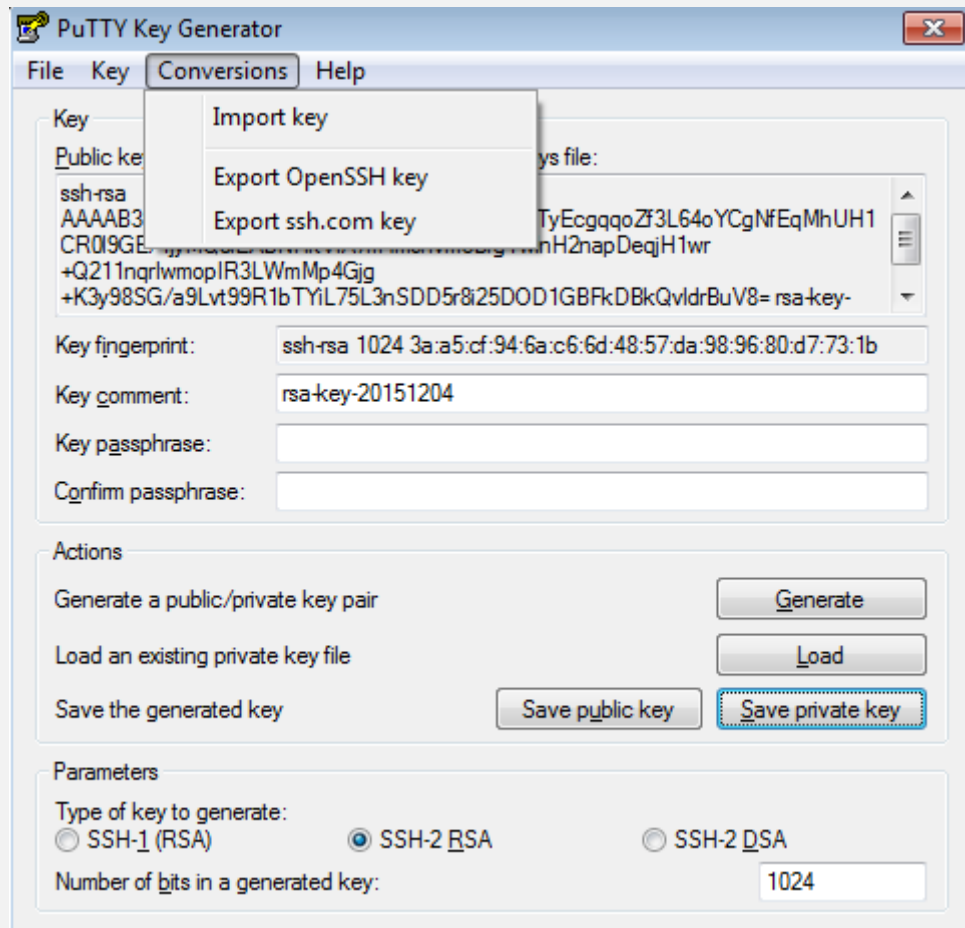 PuTTY Key Generator
File Key Conversions Help
Import key
Export OpenSSH key
Export ssh.com key
Key
Public ke ys file:
ssh-rsa
AAAAB3 TyEcgqqoZf3L64oYCgNfEqMhUH1
+Q211nqrlwmopIR3LWmMp4Gjg
+K3y98SG/a9Lvt99R1bTYiL75L3nSDD5r8i25DOD1GBFkDBkQvldrBuV8= rsa-key-
Key fingerprint: ssh-rsa 1024 3a:a5:cf:94:6a:c6:6d:48:57:da:98:96:80:d7:73:1b
Key comment: rsa-key-20151204
Key passphrase:
Confirm passphrase:
Actions
Generate a public/private key pair Generate
Load an existing private key file Load
Save the generated key Save public key Save private key
Parameters
Type of key to generate:
SSH-1 (RSA) SSH-2 RSA SSH-2 DSA
Number of bits in a generated key: 1024